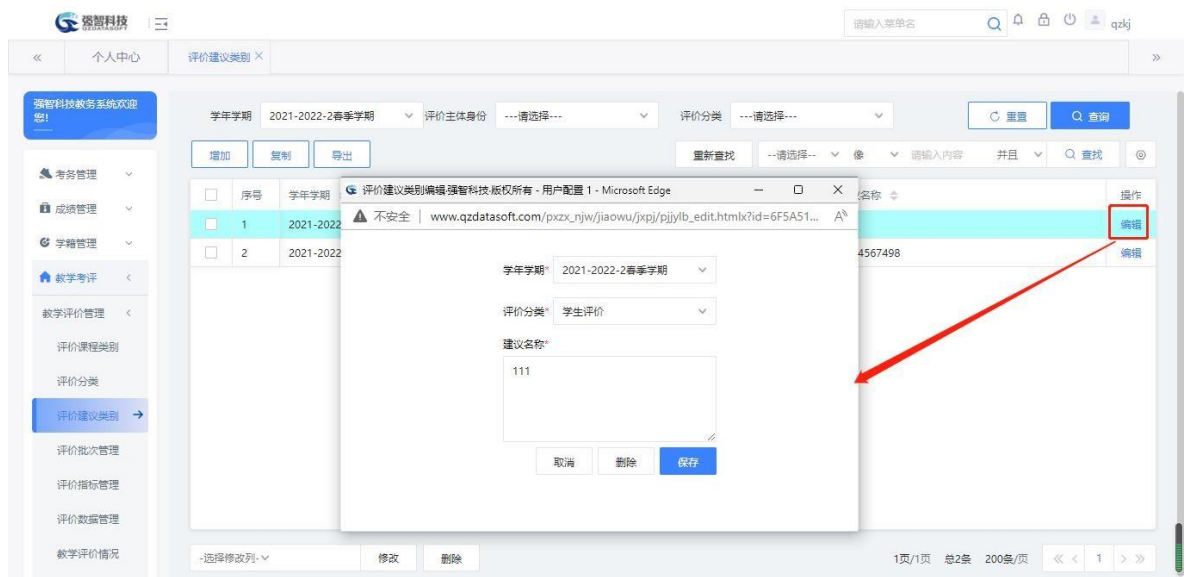 强智科技
QZDATASOFT
请输入菜单名
qzkj
个人中心
评价建议类别
强智科技教务系统欢迎您!
学年学期 2021-2022-2春季学期 评价主体身份 ---请选择--- 评价分类 ---请选择--- 重置 查询
增加 复制 导出 重新查找 --请选择-- 像 请输入内容 并且 查找
考务管理
成绩管理
学籍管理
教学考评
教学评价管理
评价课程类别
评价分类
评价建议类别
评价批次管理
评价指标管理
评价数据管理
教学评价情况
序号 学年学期 名称 操作
1 2021-2022 编辑
2 2021-2022 4567498 编辑
评价建议类别编辑-强智科技-版权所有 - 用户配置 1 - Microsoft Edge
不安全 | www.qzdatasoft.com/pxzx_njw/jiaowu/jxpj/pjjylb_edit.htmlx?id=6F5A51...
学年学期* 2021-2022-2春季学期
评价分类* 学生评价
建议名称*
111
取消 删除 保存
-选择修改列- 修改 删除 1页/1页 总2条 200条/页 1